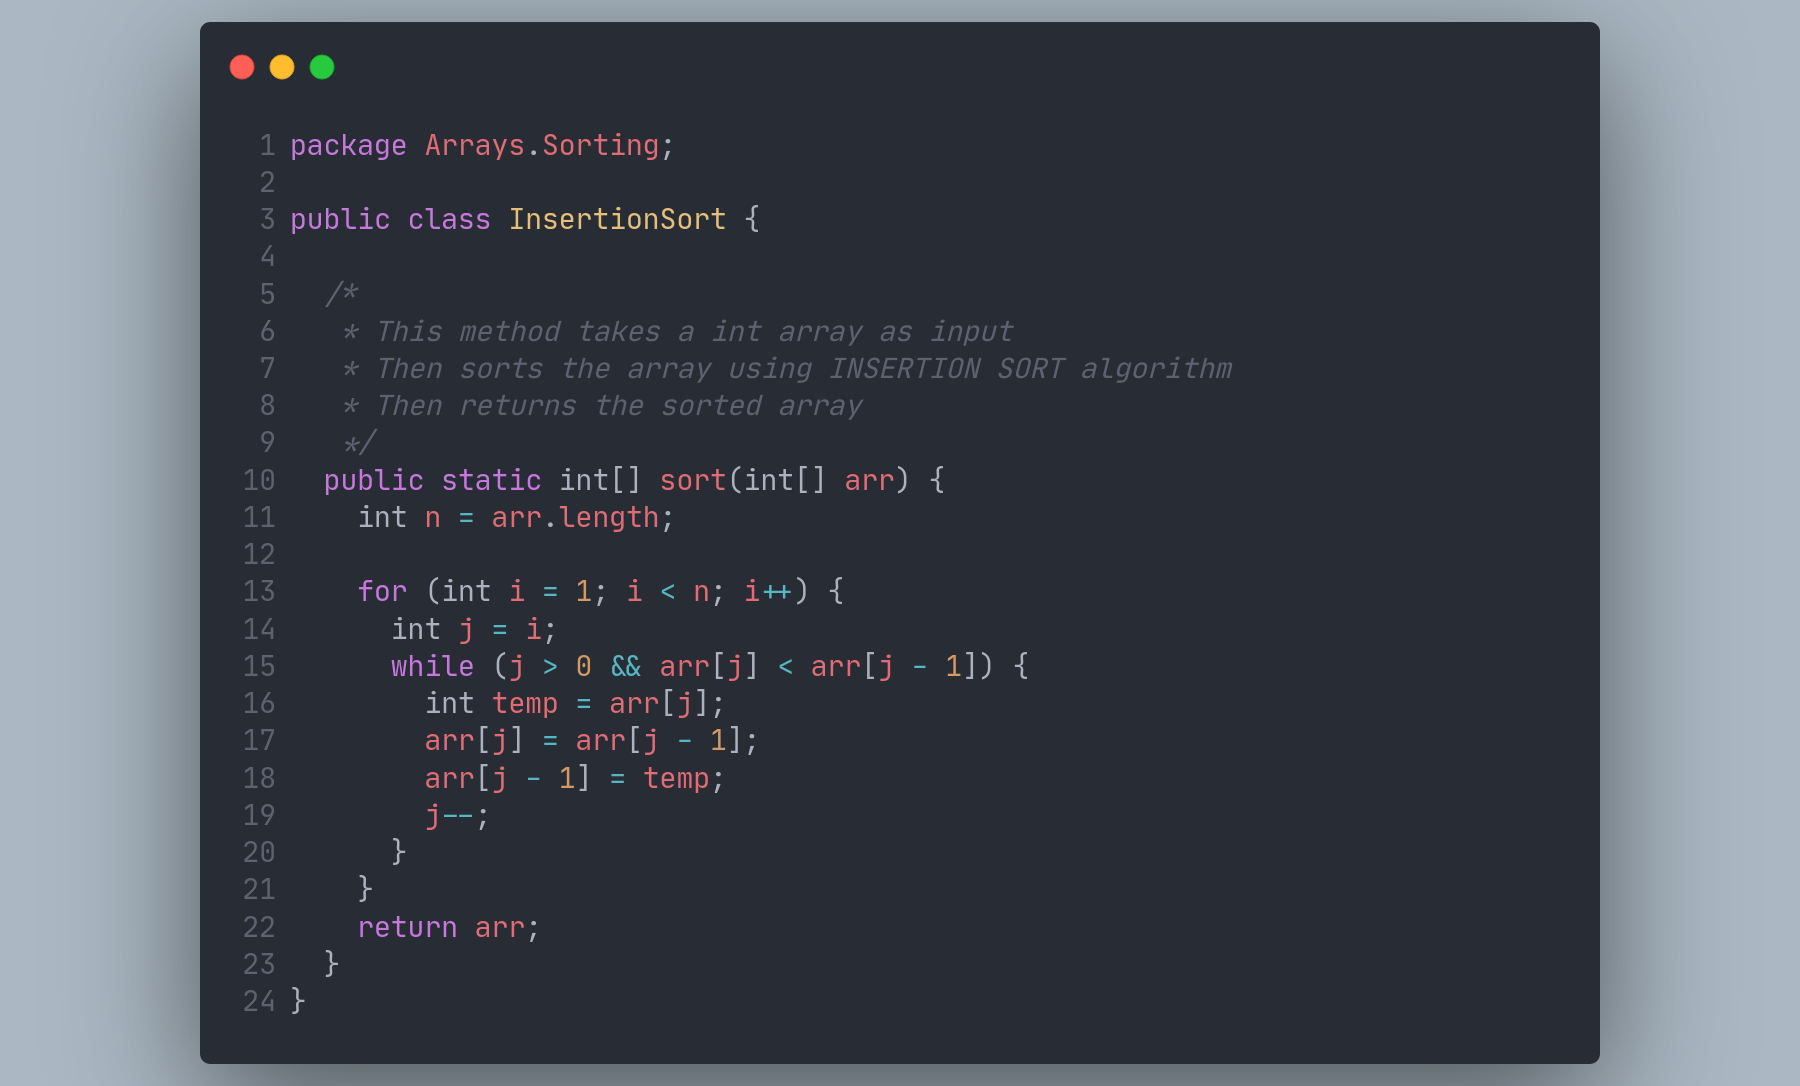 1 package Arrays.Sorting;
2
3 public class InsertionSort {
4
5   /*
6    * This method takes a int array as input
7    * Then sorts the array using INSERTION SORT algorithm
8    * Then returns the sorted array
9    */
10   public static int[] sort(int[] arr) {
11     int n = arr.length;
12
13     for (int i = 1; i < n; i++) {
14       int j = i;
15       while (j > 0 && arr[j] < arr[j - 1]) {
16         int temp = arr[j];
17         arr[j] = arr[j - 1];
18         arr[j - 1] = temp;
19         j--;
20       }
21     }
22     return arr;
23   }
24 }